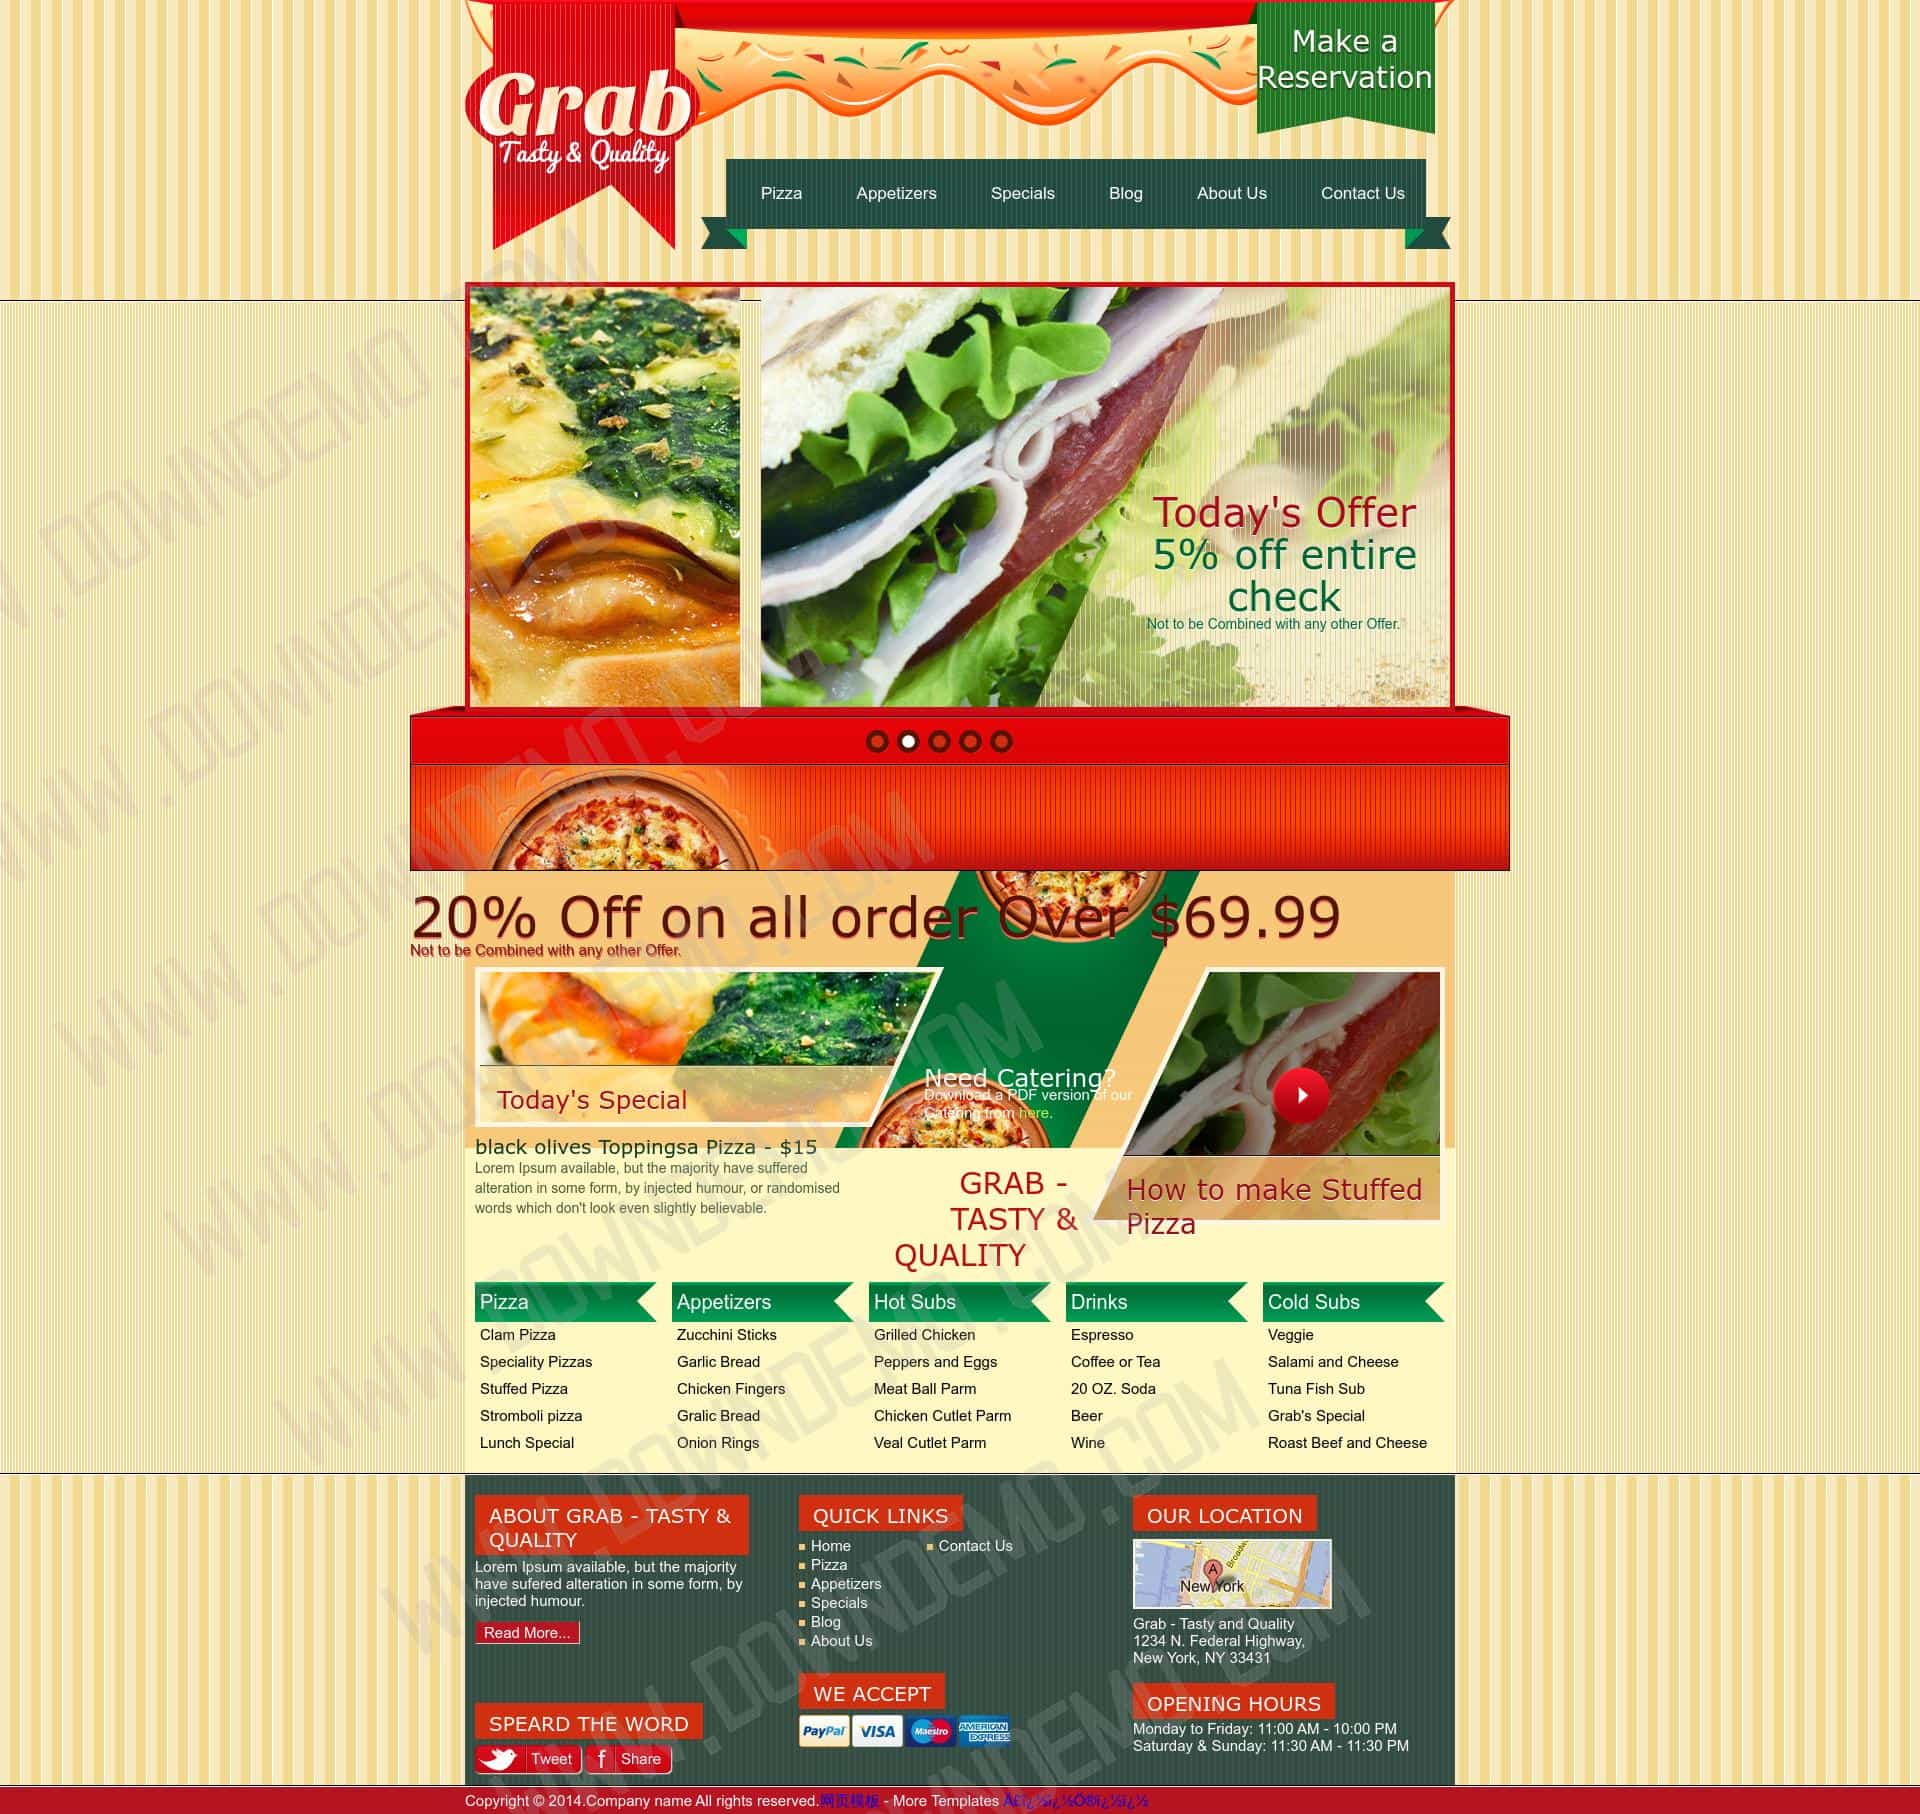 Grab
Tasty & Quality
Make a
Reservation
Pizza Appetizers Specials Blog About Us Contact Us
Today's Offer
5% off entire
check
Not to be Combined with any other Offer.
20% Off on all order Over $69.99
Not to be Combined with any other Offer.
Today's Special
black olives Toppingsa Pizza - $15
Lorem Ipsum available, but the majority have suffered
alteration in some form, by injected humour, or randomised
words which don't look even slightly believable.
Need Catering?
Download a PDF version of our
Catering from here.
GRAB -
TASTY &
QUALITY
How to make Stuffed
Pizza
Pizza
Clam Pizza
Speciality Pizzas
Stuffed Pizza
Stromboli pizza
Lunch Special
Appetizers
Zucchini Sticks
Garlic Bread
Chicken Fingers
Gralic Bread
Onion Rings
Hot Subs
Grilled Chicken
Peppers and Eggs
Meat Ball Parm
Chicken Cutlet Parm
Veal Cutlet Parm
Drinks
Espresso
Coffee or Tea
20 OZ. Soda
Beer
Wine
Cold Subs
Veggie
Salami and Cheese
Tuna Fish Sub
Grab's Special
Roast Beef and Cheese
ABOUT GRAB - TASTY &
QUALITY
Lorem Ipsum available, but the majority
have sufered alteration in some form, by
injected humour.
Read More...
SPEARD THE WORD
Tweet
f Share
QUICK LINKS
Home
Pizza
Appetizers
Specials
Blog
About Us
Contact Us
WE ACCEPT
PayPal VISA Maestro AMERICAN EXPRESS
OUR LOCATION
Broadw
A
New York
Grab - Tasty and Quality
1234 N. Federal Highway,
New York, NY 33431
OPENING HOURS
Monday to Friday: 11:00 AM - 10:00 PM
Saturday & Sunday: 11:30 AM - 11:30 PM
Copyright © 2014.Company name All rights reserved.网页模板 - More Templates
WWW.DOWNDEMO.COM